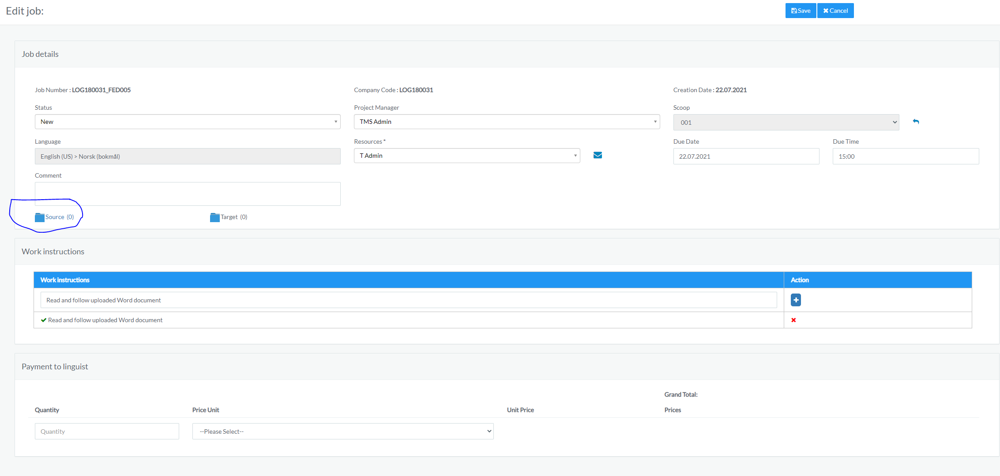 Edit job:
Save
Cancel
Job details
Job Number : LOG180031_FED005
Company Code : LOG180031
Creation Date : 22.07.2021
Status
Project Manager
Scoop
New
TMS Admin
001
Language
Resources *
Due Date
Due Time
English (US) > Norsk (bokmål)
T Admin
22.07.2021
15:00
Comment
Source (0)
Target (0)
Work instructions
Work instructions
Action
Read and follow uploaded Word document
Read and follow uploaded Word document
Payment to linguist
Grand Total:
Quantity
Price Unit
Unit Price
Prices
Quantity
--Please Select--